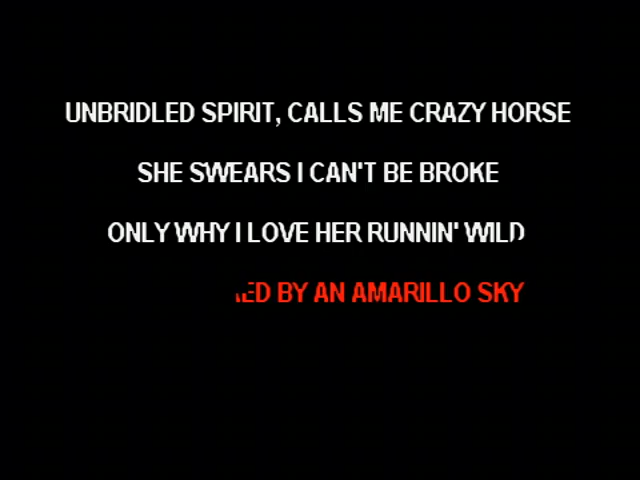 UNBRIDLED SPIRIT, CALLS ME CRAZY HORSE
SHE SWEARS I CAN'T BE BROKE
ONLY WHY I LOVE HER RUNNIN' WILD
BY AN AMARILLO SKY